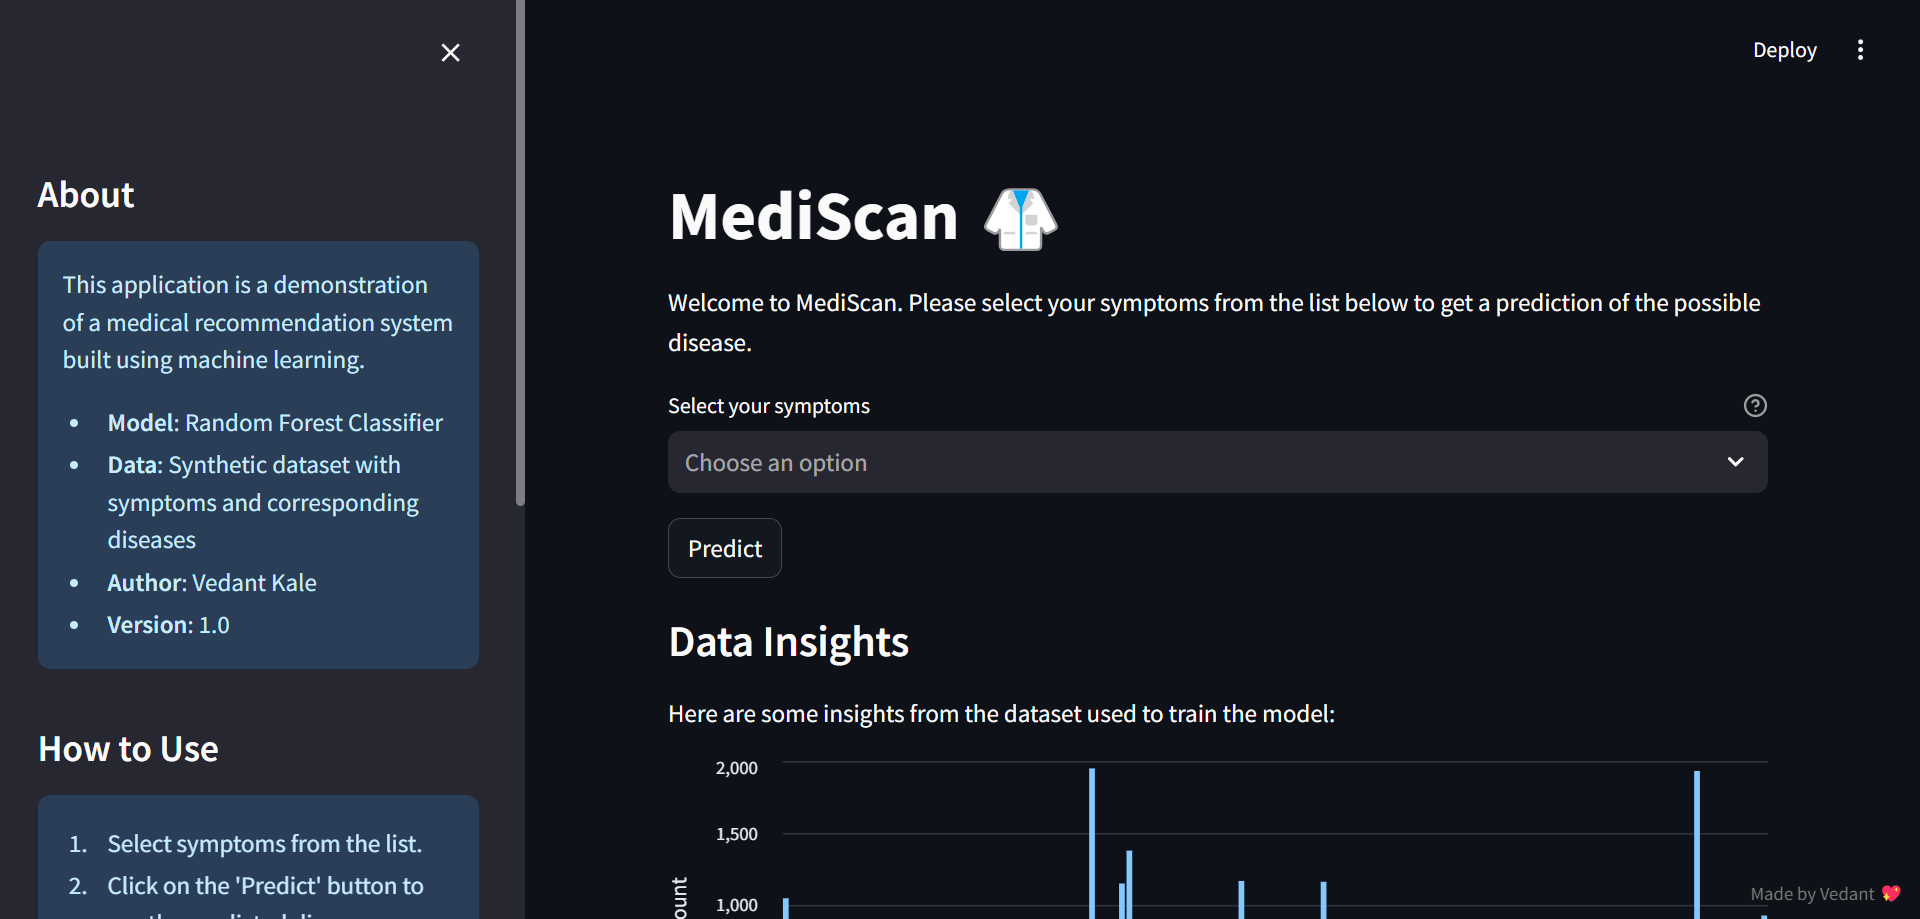 About
This application is a demonstration
of a medical recommendation system
built using machine learning.
• Model: Random Forest Classifier
• Data: Synthetic dataset with
symptoms and corresponding
diseases
• Author: Vedant Kale
• Version: 1.0
How to Use
1. Select symptoms from the list.
2. Click on the 'Predict' button to
Deploy
MediScan
Welcome to MediScan. Please select your symptoms from the list below to get a prediction of the possible
disease.
Select your symptoms
Choose an option
Predict
Data Insights
Here are some insights from the dataset used to train the model:
2,000
1,500
1,000
Made by Vedant 💖